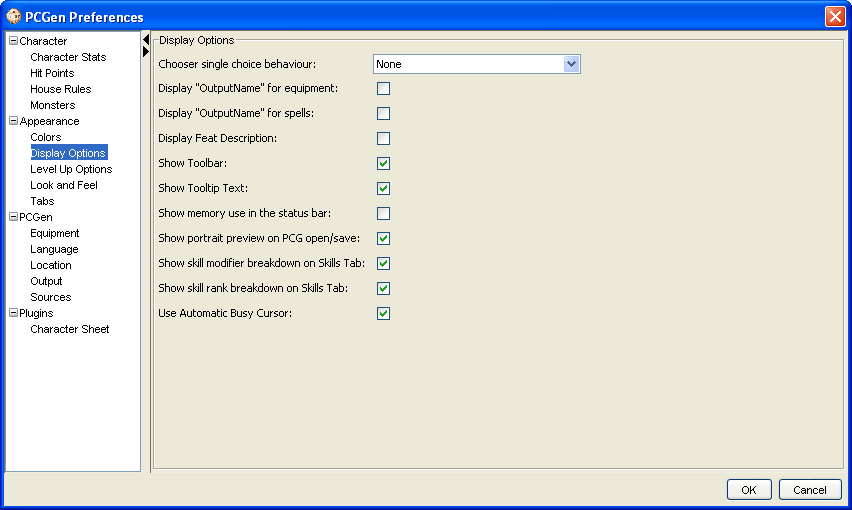 PCGen Preferences
Character
Character Stats
Hit Points
House Rules
Monsters
Appearance
Colors
Display Options
Level Up Options
Look and Feel
Tabs
PCGen
Equipment
Language
Location
Output
Sources
Plugins
Character Sheet
Display Options
Chooser single choice behaviour:
None
Display "OutputName" for equipment:
Display "OutputName" for spells:
Display Feat Description:
Show Toolbar:
Show Tooltip Text:
Show memory use in the status bar:
Show portrait preview on PCG open/save:
Show skill modifier breakdown on Skills Tab:
Show skill rank breakdown on Skills Tab:
Use Automatic Busy Cursor:
OK
Cancel